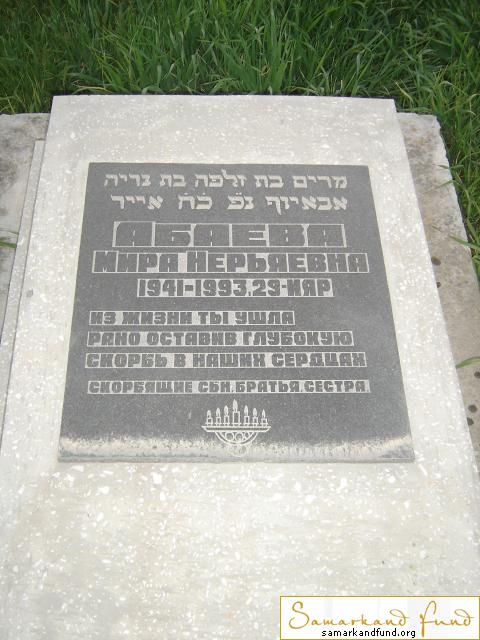 מרים בת זלפה בת נריה
אבאיוף נפ כח אייר
АБАЕВА
МИРА НЕРЬЯЕВНА
1941-1993.29-ИЯР
ИЗ ЖИЗНИ ТЫ УШЛА
РАНО ОСТАВИВ ГЛУБОКУЮ
СКОРБЬ В НАШИХ СЕРДЦАХ
СКОРБЯЩИЕ СЫН.БРАТЬЯ.СЕСТРА.
Samarkand Fund
samarkandfund.org